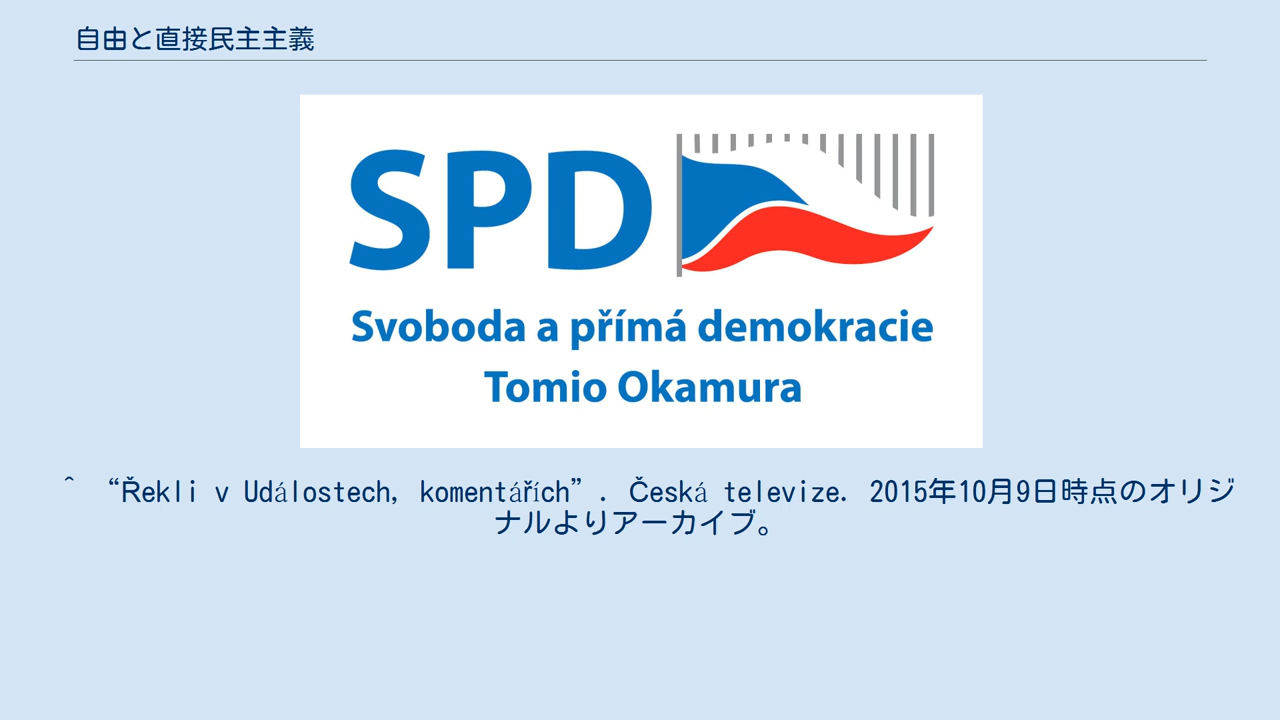 自由と直接民主主義
SPD
Svoboda a přímá demokracie
Tomio Okamura
^ “Řekli v Událostech, komentářích”. Česká televize. 2015年10月9日時点のオリジ
ナルよりアーカイブ。